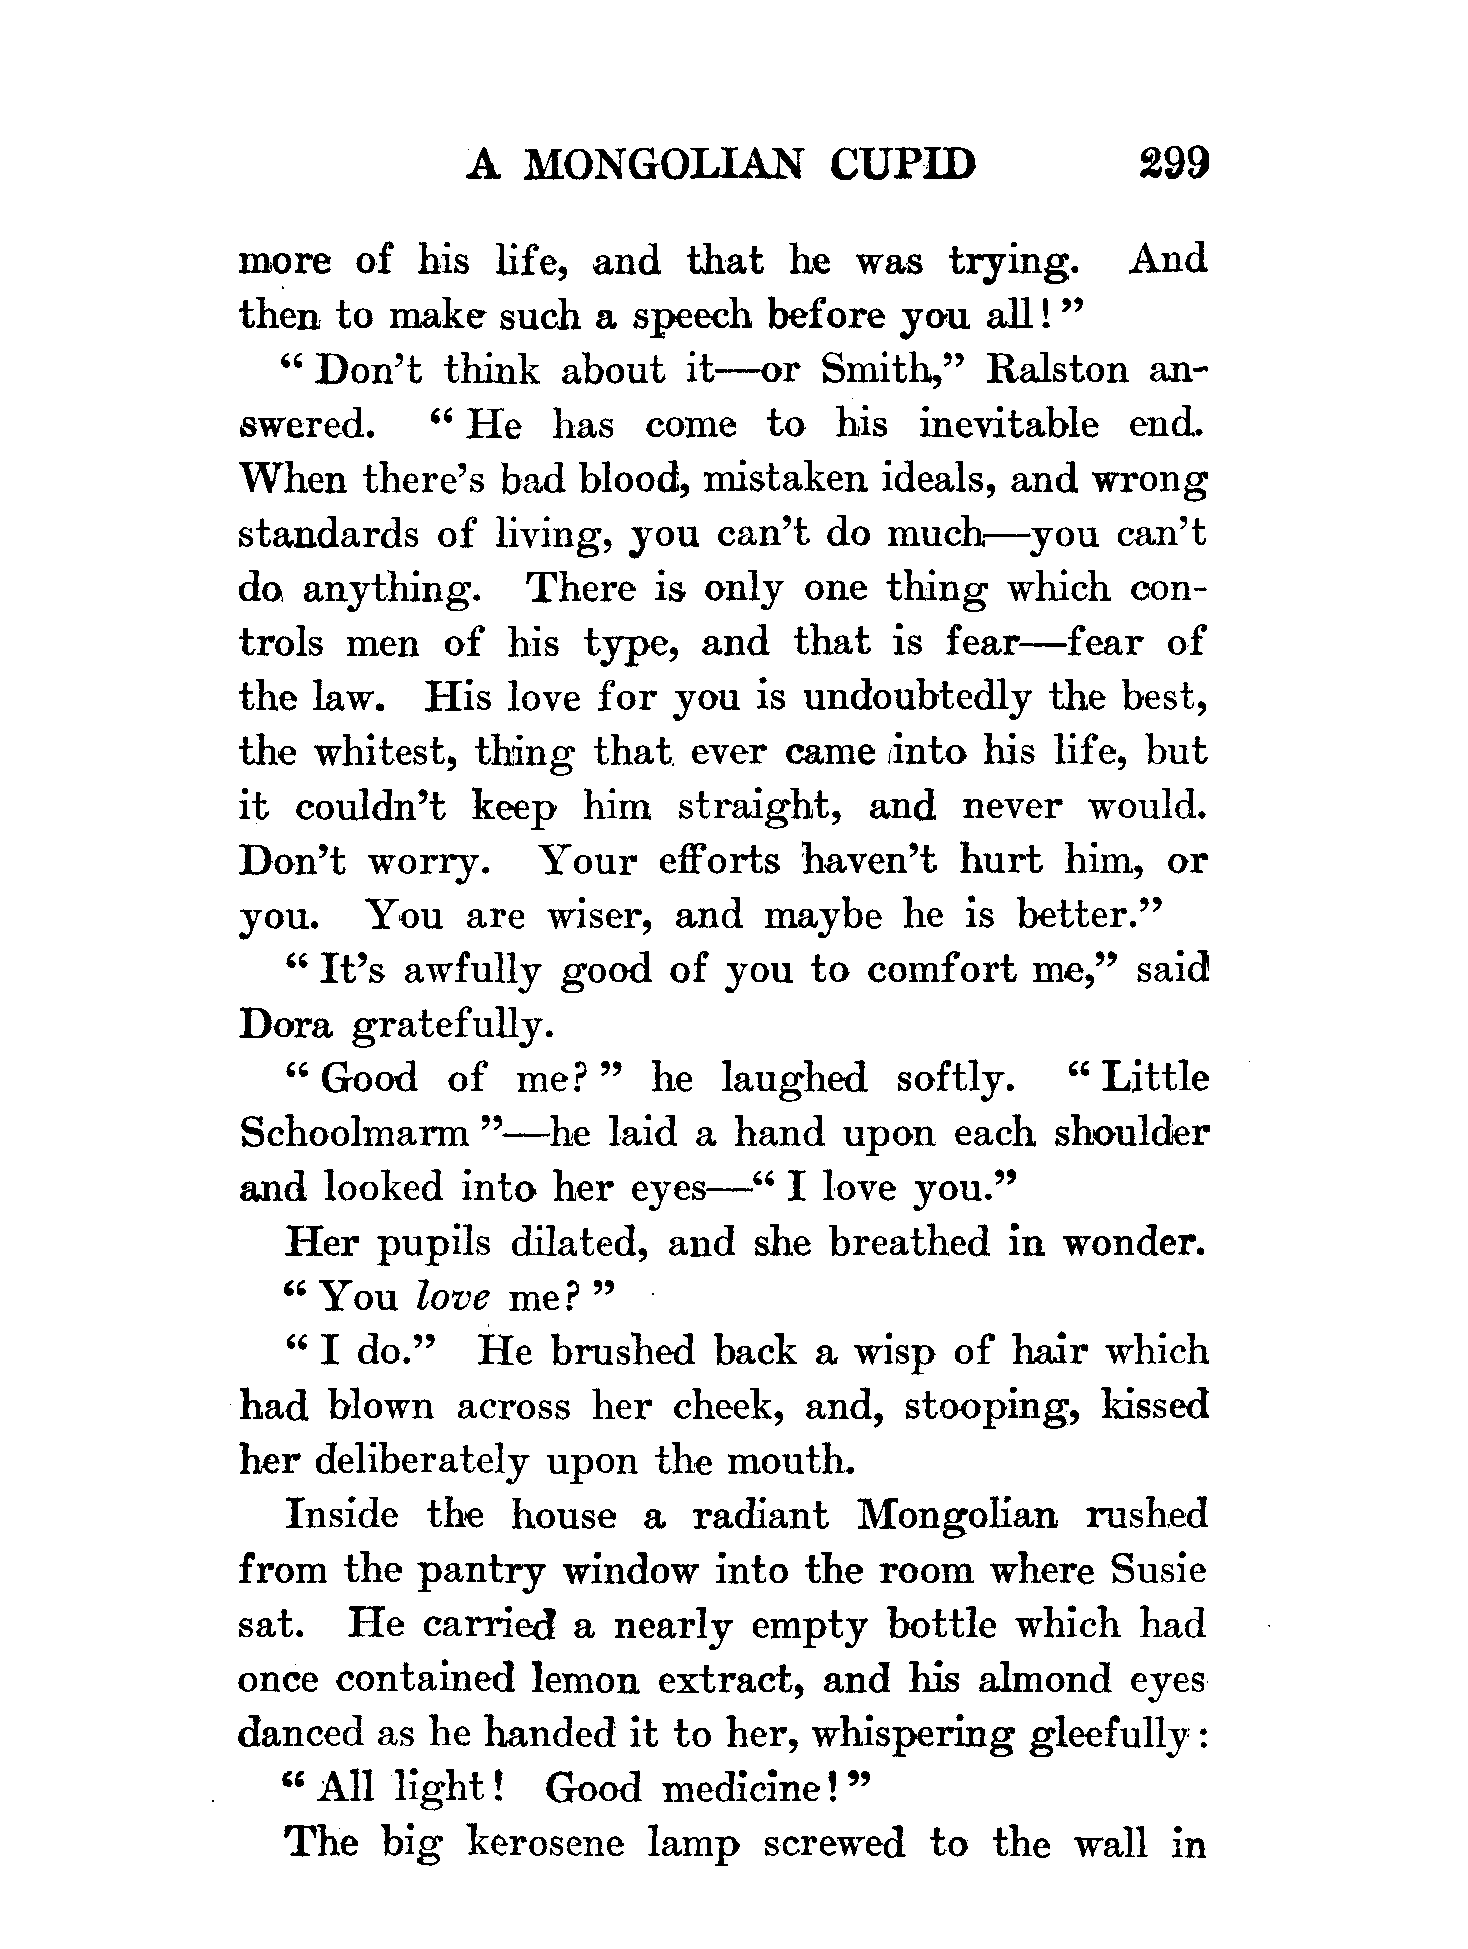 A MONGOLIAN CUPID 299
more of his life, and that he was trying. And
then to make such a speech before you all!"
"Don't think about it—or Smith," Ralston an-
swered. "He has come to his inevitable end.
When there's bad blood, mistaken ideals, and wrong
standards of living, you can't do much—you can't
do anything. There is only one thing which con-
trols men of his type, and that is fear—fear of
the law. His love for you is undoubtedly the best,
the whitest, thing that ever came into his life, but
it couldn't keep him straight, and never would.
Don't worry. Your efforts haven't hurt him, or
you. You are wiser, and maybe he is better."
"It's awfully good of you to comfort me," said
Dora gratefully.
"Good of me?" he laughed softly. "Little
Schoolmarm"—he laid a hand upon each shoulder
and looked into her eyes—"I love you."
Her pupils dilated, and she breathed in wonder.
"You love me?"
"I do." He brushed back a wisp of hair which
had blown across her cheek, and, stooping, kissed
her deliberately upon the mouth.
Inside the house a radiant Mongolian rushed
from the pantry window into the room where Susie
sat. He carried a nearly empty bottle which had
once contained lemon extract, and his almond eyes
danced as he handed it to her, whispering gleefully:
"All light! Good medicine!"
The big kerosene lamp screwed to the wall in